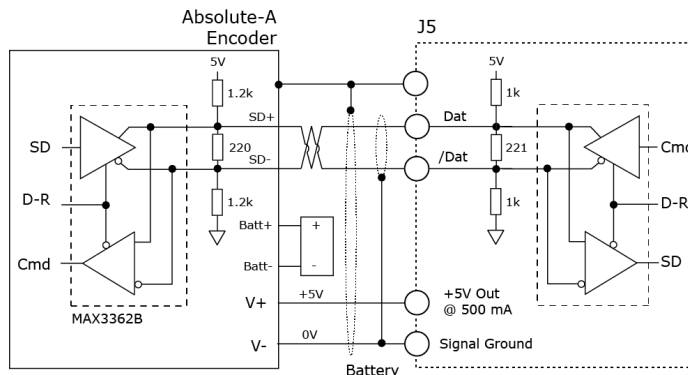 Absolute-A
Encoder
J5
5V
5V
1.2k
1k
SD+
Dat
SD
220
221
Cmd
SD-
/Dat
D-R
D-R
1.2k
1k
Batt+
+
Cmd
SD
Batt-
-
V+
+5V
+5V Out
@ 500 mA
MAX3362B
V-
0V
Signal Ground
Battery